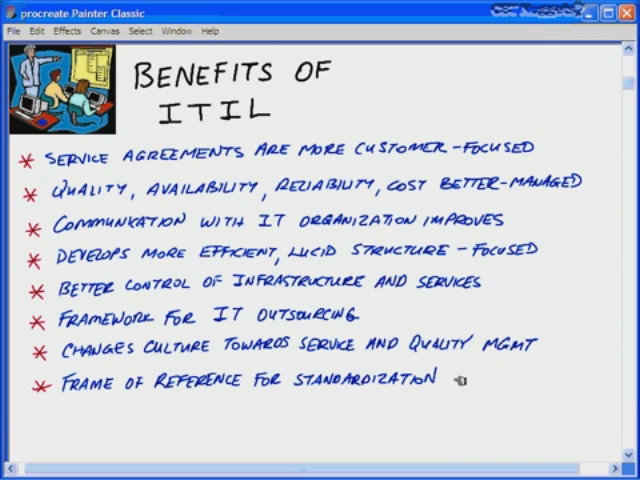 procreate Painter Classic
CBT Nuggets
File Edit Effects Canvas Select Window Help
BENEFITS OF
ITIL
* SERVICE AGREEMENTS ARE MORE CUSTOMER-FOCUSED
* QUALITY, AVAILABILITY, RELIABILITY, COST BETTER-MANAGED
* COMMUNICATION WITH IT ORGANIZATION IMPROVES
* DEVELOPS MORE EFFICIENT, LUCID STRUCTURE - FOCUSED
* BETTER CONTROL OF INFRASTRUCTURE AND SERVICES
* FRAMEWORK FOR IT OUTSOURCING
* CHANGES CULTURE TOWARDS SERVICE AND QUALITY MGMT
* FRAME OF REFERENCE FOR STANDARDIZATION